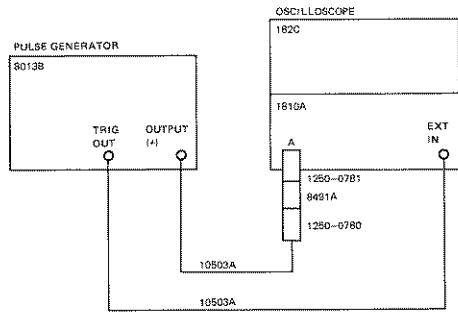 OSCILLOSCOPE
182C
PULSE GENERATOR
8013B
1810A
TRIG OUT
OUTPUT (+)
A
EXT IN
1250-0781
8491A
1250-0780
10503A
10503A